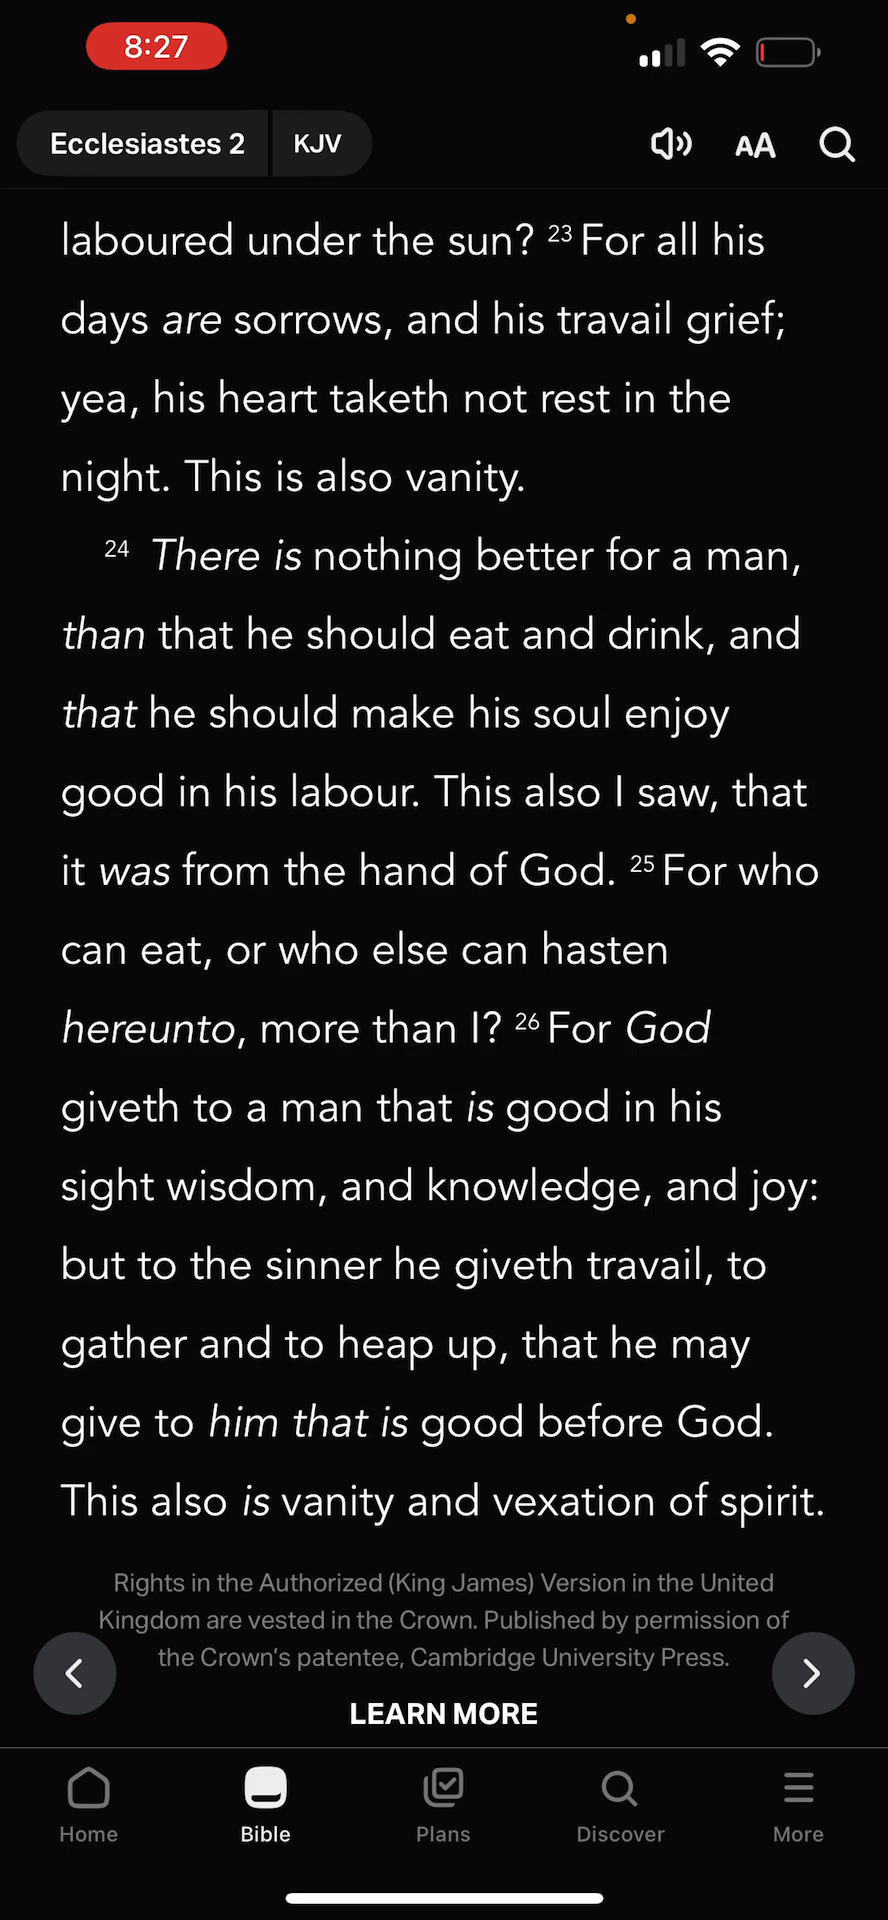 8:27
Ecclesiastes 2 KJV AA
laboured under the sun? 23 For all his
days are sorrows, and his travail grief;
yea, his heart taketh not rest in the
night. This is also vanity.
24 There is nothing better for a man,
than that he should eat and drink, and
that he should make his soul enjoy
good in his labour. This also I saw, that
it was from the hand of God. 25 For who
can eat, or who else can hasten
hereunto, more than I? 26 For God
giveth to a man that is good in his
sight wisdom, and knowledge, and joy:
but to the sinner he giveth travail, to
gather and to heap up, that he may
give to him that is good before God.
This also is vanity and vexation of spirit.
Rights in the Authorized (King James) Version in the United
Kingdom are vested in the Crown. Published by permission of
the Crown's patentee, Cambridge University Press.
LEARN MORE
Home Bible Plans Discover More